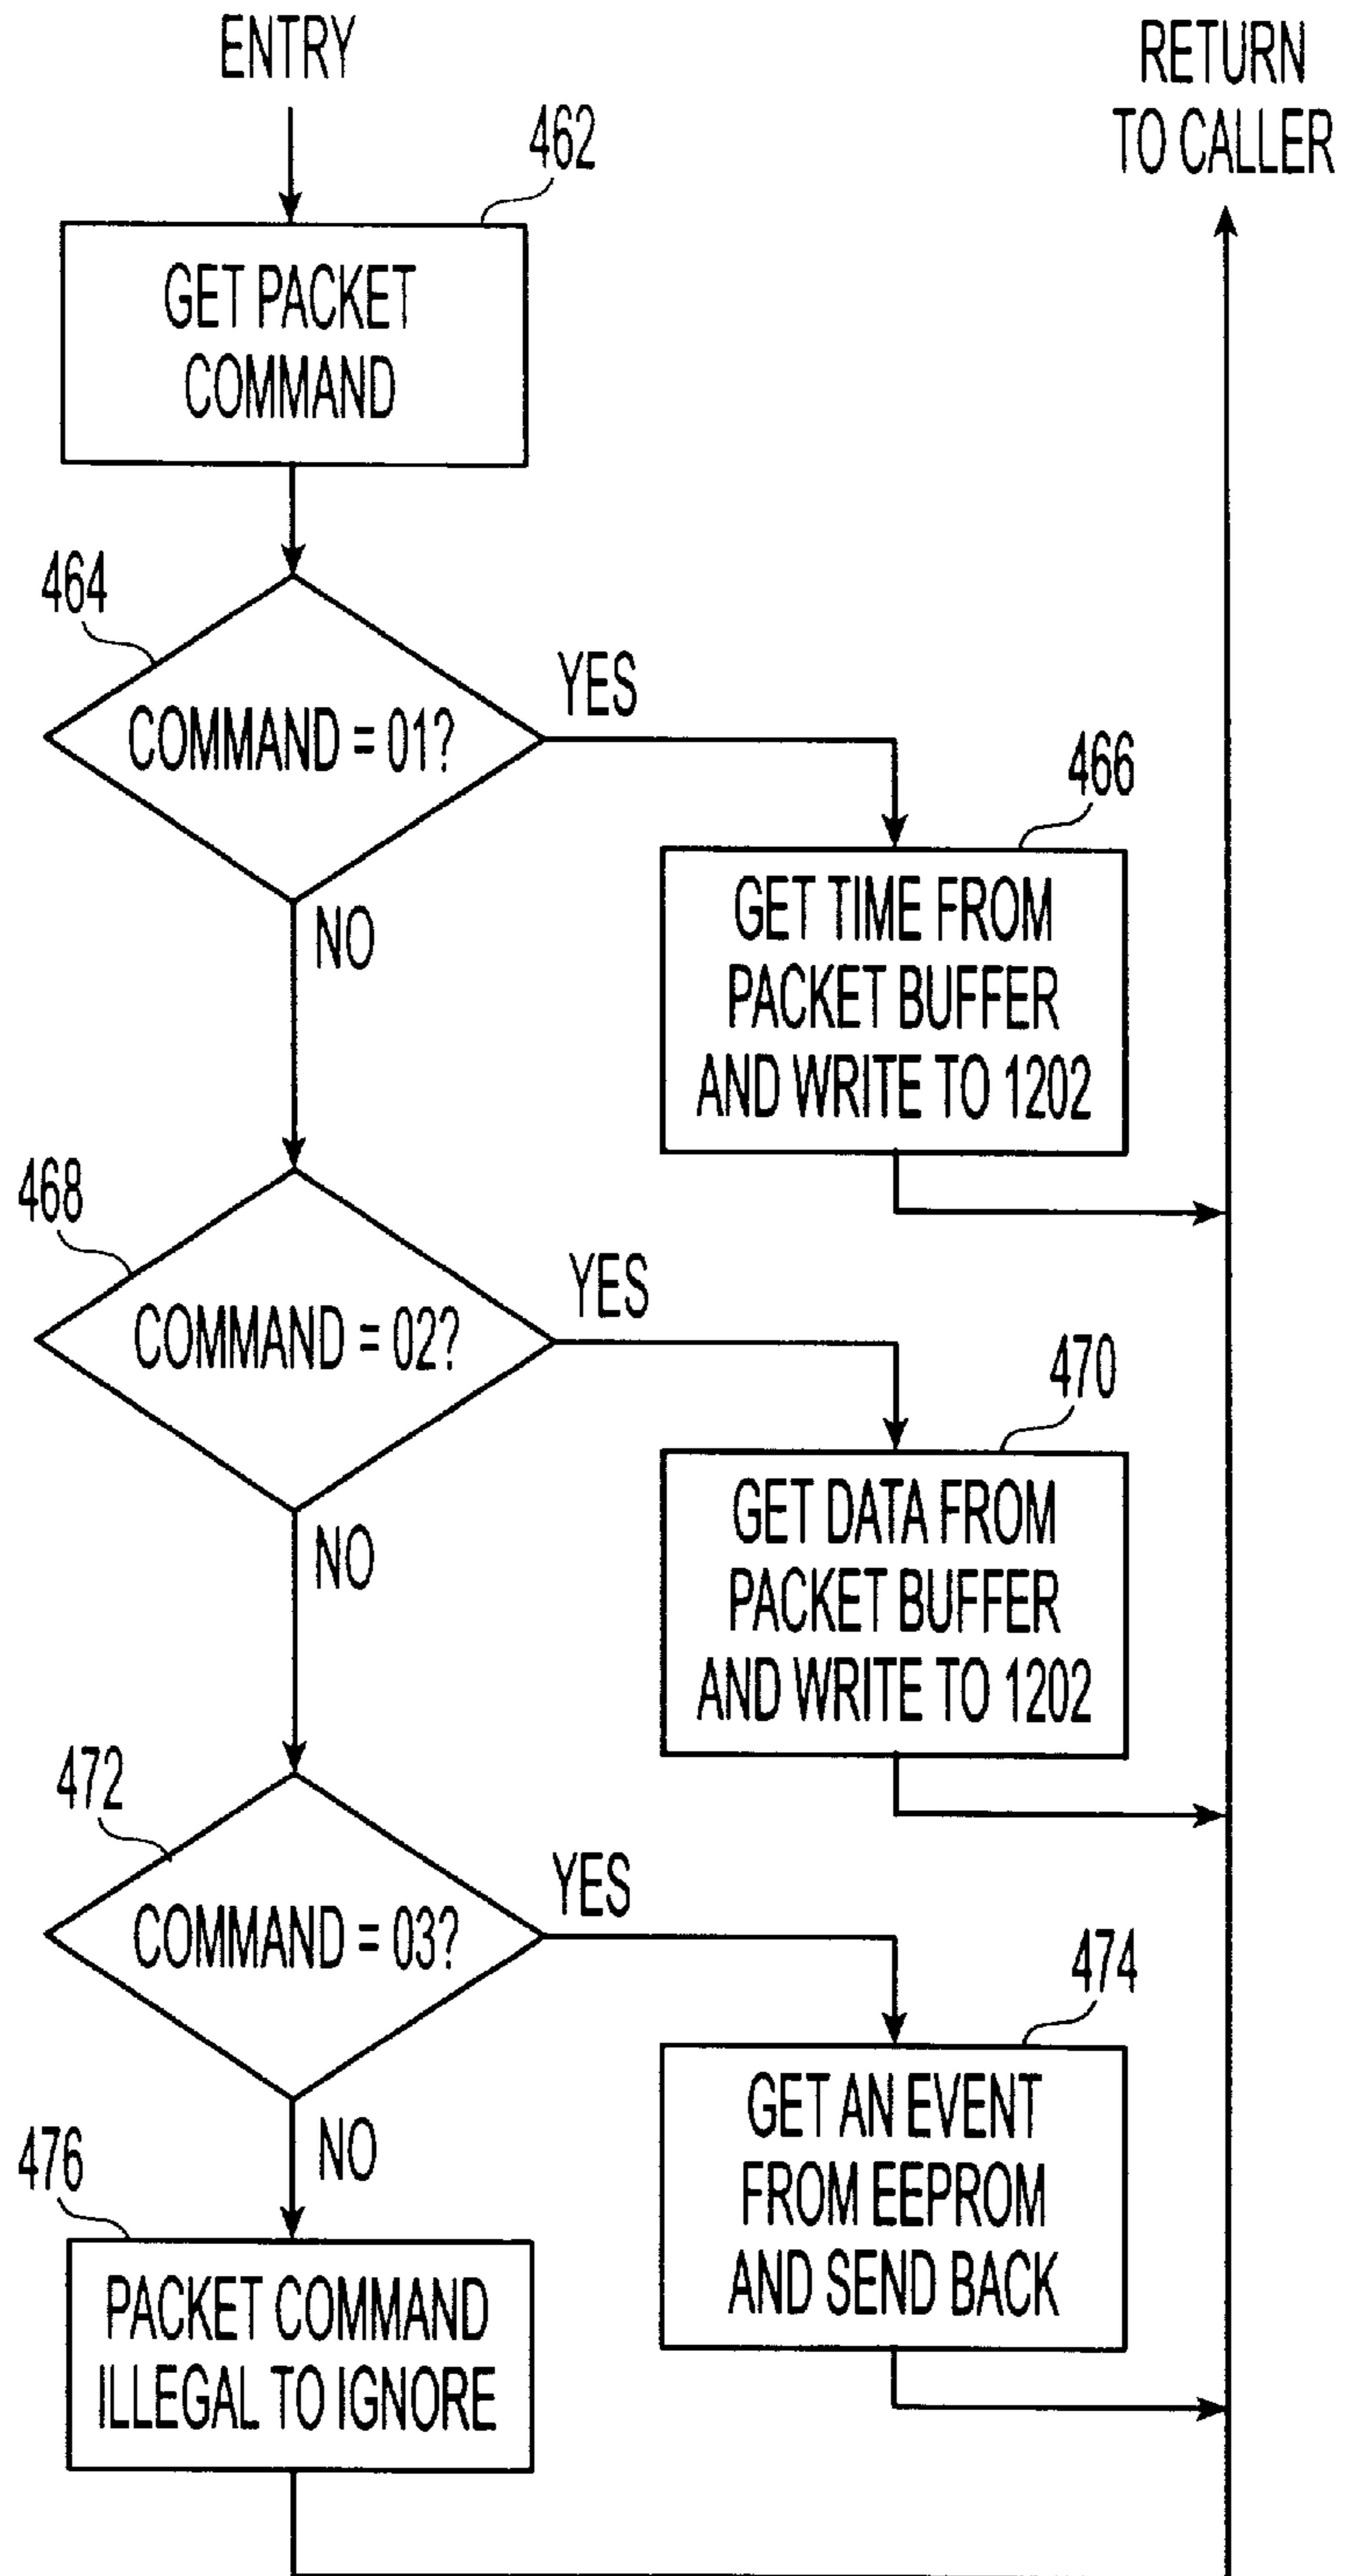 ENTRY
RETURN
TO CALLER
462
GET PACKET
COMMAND
464
COMMAND = 01?
YES
NO
466
GET TIME FROM
PACKET BUFFER
AND WRITE TO 1202
468
COMMAND = 02?
YES
NO
470
GET DATA FROM
PACKET BUFFER
AND WRITE TO 1202
472
COMMAND = 03?
YES
NO
474
GET AN EVENT
FROM EEPROM
AND SEND BACK
476
PACKET COMMAND
ILLEGAL TO IGNORE